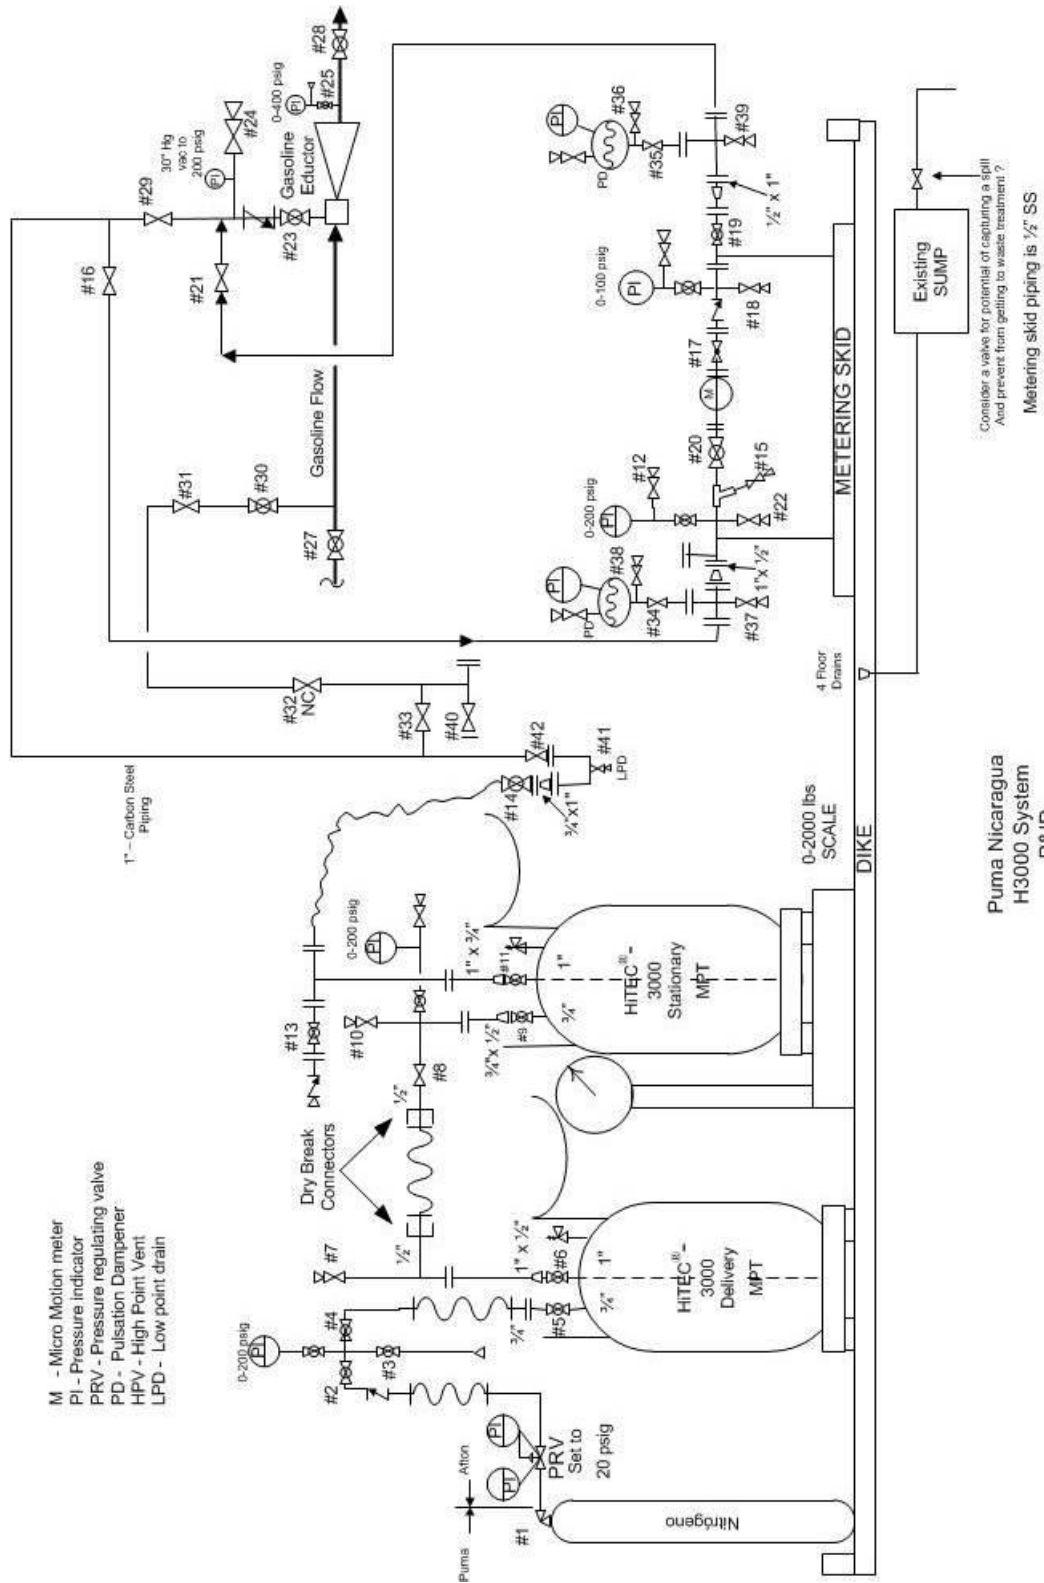 M - Micro Motion meter
PI - Pressure indicator
PRV - Pressure regulating valve
PD - Pulsation Dampener
HPV - High Point Vent
LPD - Low point drain
Puma
Afton
#1
Nitrógeno
PI
PI
PRV
Set to
20 psig
0-200 psig
PI
#2
#3
#4
#7
½"
¾"
#5
1" x ½"
#6
¾"
1"
HiTEC®-
3000
Delivery
MPT
Dry Break
Connectors
½"
#8
#10
#13
0-200 psig
PI
¾" x ½"
#9
1" x ¾"
#11
¾"
1"
HiTEC®-
3000
Stationary
MPT
0-2000 lbs
SCALE
DIKE
1" – Carbon Steel
Piping
#14
¾"x1"
#42
#41
LPD
#33
#40
#32
NC
#31
#30
#27
Gasoline Flow
#16
#29
#21
30" Hg
vac to
200 psig
PI
#24
#23
Gasoline
Eductor
0-400 psig
PI
#25
#28
PI
PD
#38
#34
#37
1" x ½"
0-200 psig
PI
#12
#22
#15
#20
M
#17
0-100 psig
PI
#18
#19
½" x 1"
PI
PD
#36
#35
#39
METERING SKID
4 Floor
Drains
Existing
SUMP
Consider a valve for potential of capturing a spill
And prevent from getting to waste treatment ?
Metering skid piping is ½" SS
Puma Nicaragua
H3000 System
P&ID